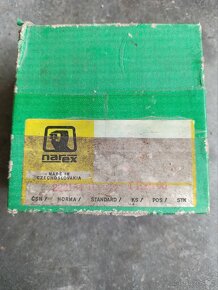 narex
MADE IN
CZECHOSLOVAKIA
ČSN / NORMA / STANDARD / KS / POS / STK